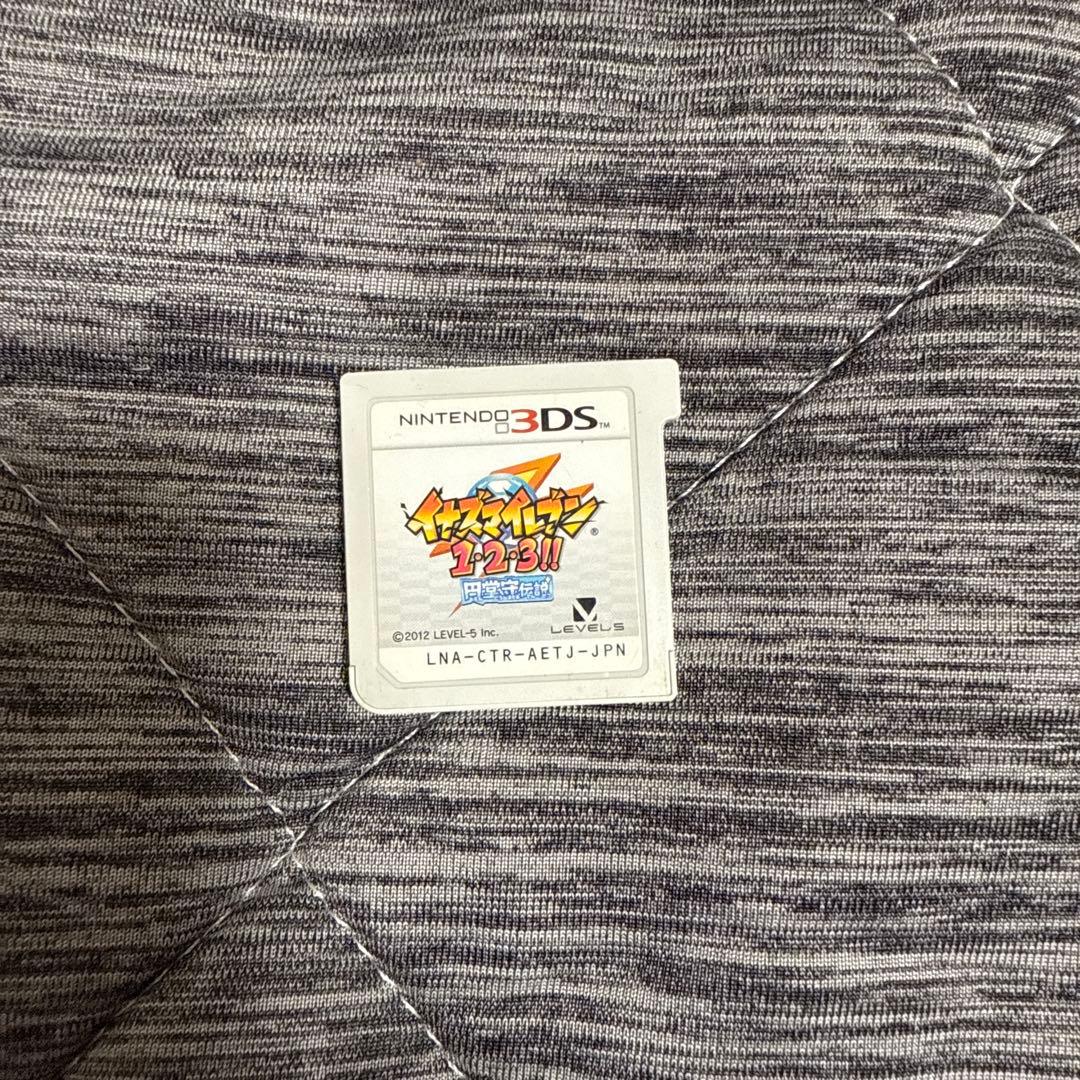 NINTENDO 3DS™
イナズマイレブン®
1・2・3!!
円堂守伝説
LEVEL5
©2012 LEVEL-5 Inc.
LNA-CTR-AETJ-JPN